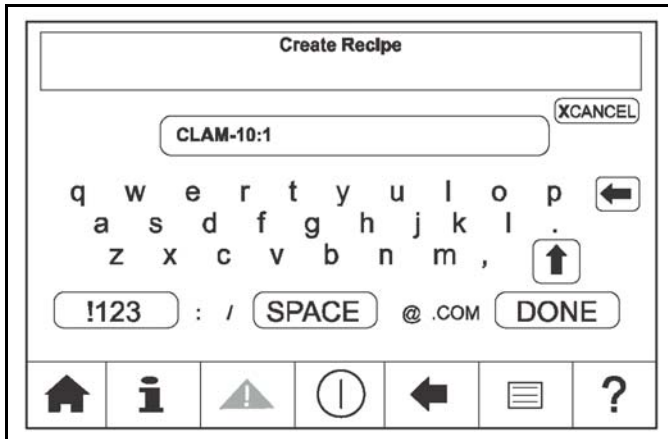 Create Recipe
XCANCEL
CLAM-10:1
q w e r t y u l o p
a s d f g h j k l .
z x c v b n m ,
!123 : / SPACE @ .COM DONE
i ?